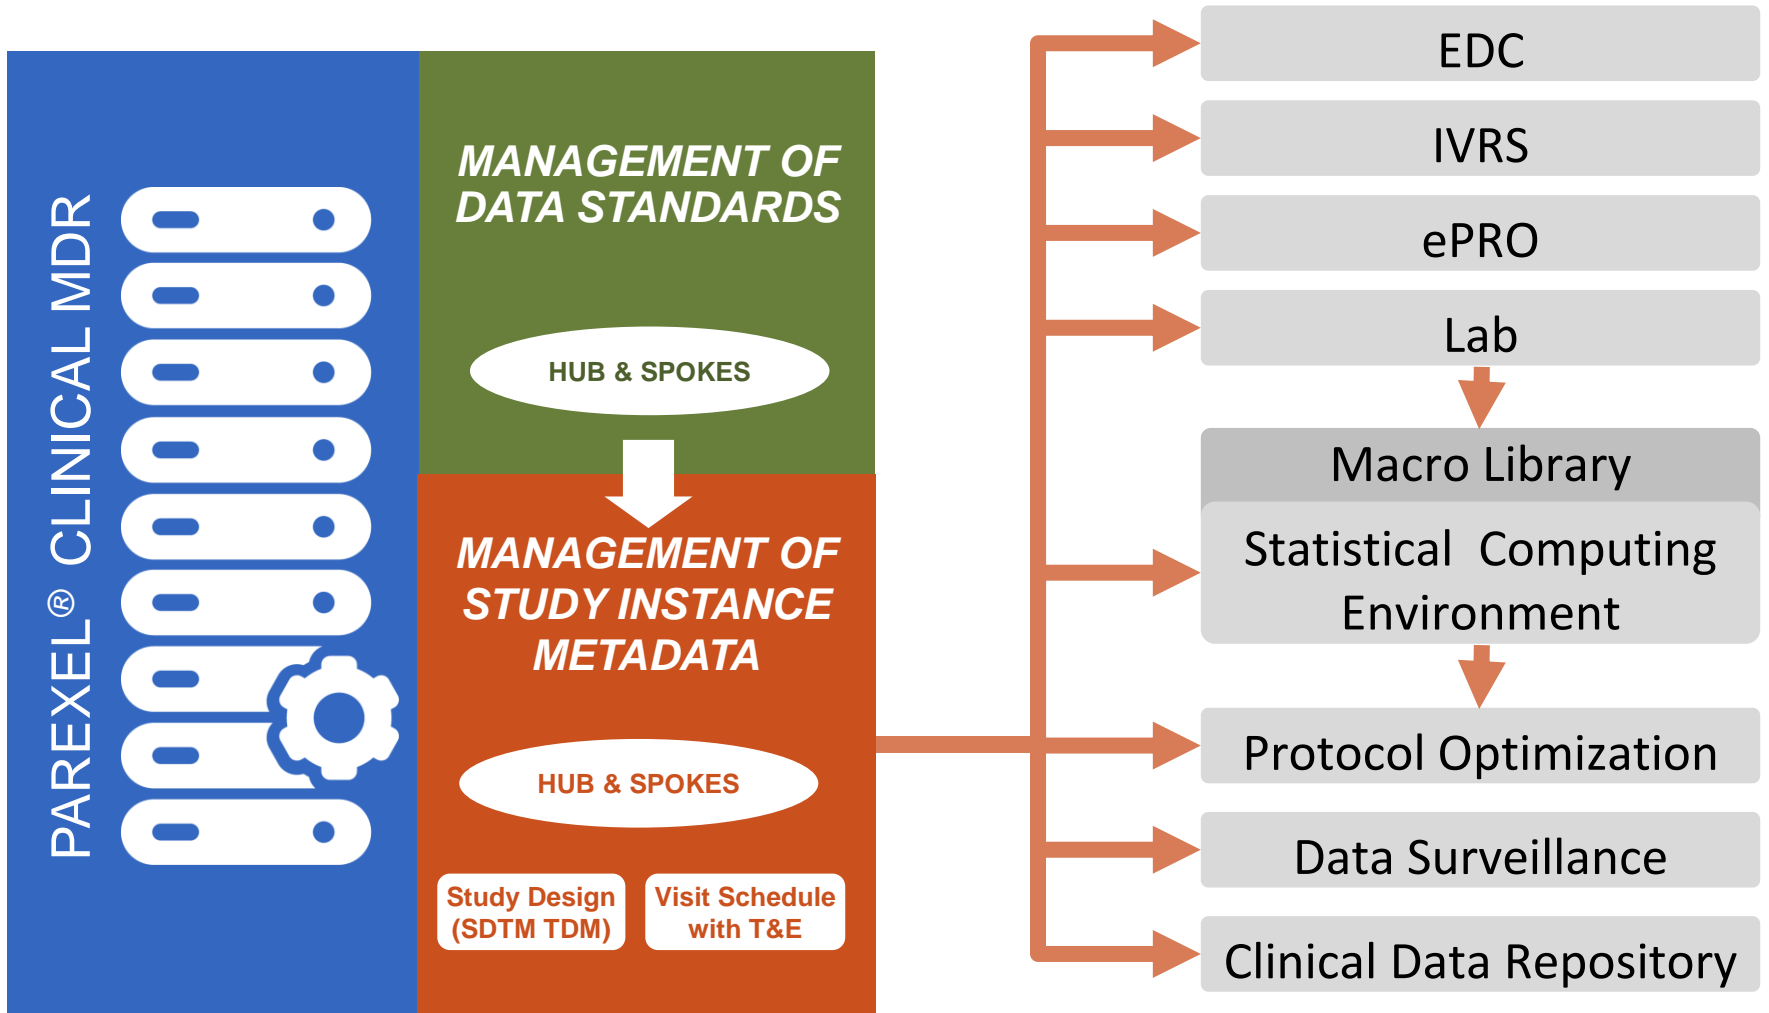 PAREXEL® CLINICAL MDR
MANAGEMENT OF
DATA STANDARDS
HUB & SPOKES
MANAGEMENT OF
STUDY INSTANCE
METADATA
HUB & SPOKES
Study Design
(SDTM TDM)
Visit Schedule
with T&E
EDC
IVRS
ePRO
Lab
Macro Library
Statistical Computing
Environment
Protocol Optimization
Data Surveillance
Clinical Data Repository